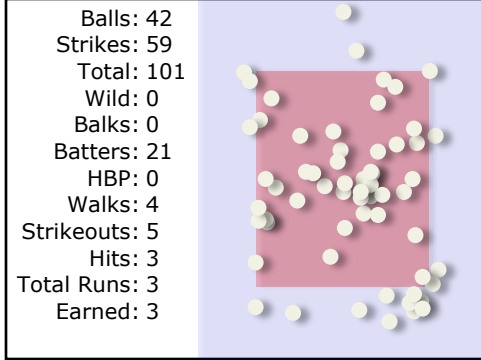 Balls: 42
Strikes: 59
Total: 101
Wild: 0
Balks: 0
Batters: 21
HBP: 0
Walks: 4
Strikeouts: 5
Hits: 3
Total Runs: 3
Earned: 3